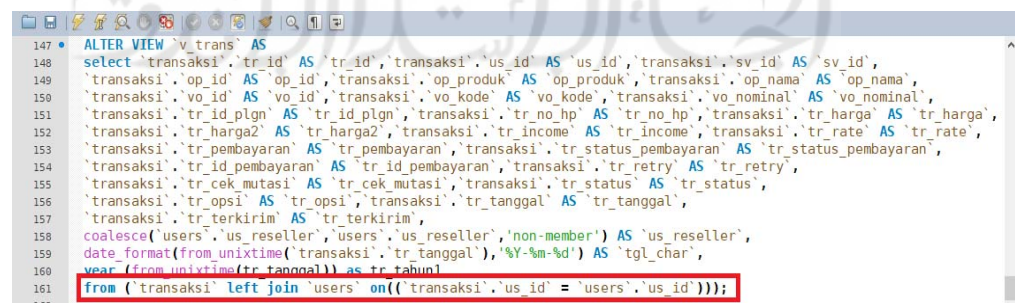 147 ALTER VIEW `v_trans` AS
148 select `transaksi`.`tr_id` AS `tr_id`,`transaksi`.`us_id` AS `us_id`,`transaksi`.`sv_id` AS `sv_id`,
149 `transaksi`.`op_id` AS `op_id`,`transaksi`.`op_produk` AS `op_produk`,`transaksi`.`op_nama` AS `op_nama`,
150 `transaksi`.`vo_id` AS `vo_id`,`transaksi`.`vo_kode` AS `vo_kode`,`transaksi`.`vo_nominal` AS `vo_nominal`,
151 `transaksi`.`tr_id_plgn` AS `tr_id_plgn`,`transaksi`.`tr_no_hp` AS `tr_no_hp`,`transaksi`.`tr_harga` AS `tr_harga`,
152 `transaksi`.`tr_harga2` AS `tr_harga2`,`transaksi`.`tr_income` AS `tr_income`,`transaksi`.`tr_rate` AS `tr_rate`,
153 `transaksi`.`tr_pembayaran` AS `tr_pembayaran`,`transaksi`.`tr_status_pembayaran` AS `tr_status_pembayaran`,
154 `transaksi`.`tr_id_pembayaran` AS `tr_id_pembayaran`,`transaksi`.`tr_retry` AS `tr_retry`,
155 `transaksi`.`tr_cek_mutasi` AS `tr_cek_mutasi`,`transaksi`.`tr_status` AS `tr_status`,
156 `transaksi`.`tr_opsi` AS `tr_opsi`,`transaksi`.`tr_tanggal` AS `tr_tanggal`,
157 `transaksi`.`tr_terkirim` AS `tr_terkirim`,
158 coalesce(`users`.`us_reseller`,`users`.`us_reseller`,'non-member') AS `us_reseller`,
159 date_format(from_unixtime(`transaksi`.`tr_tanggal`),'%Y-%m-%d') AS `tgl_char`,
160 year (from_unixtime(tr_tanggal)) as tr_tahun1
161 from (`transaksi` left join `users` on((`transaksi`.`us_id` = `users`.`us_id`)));